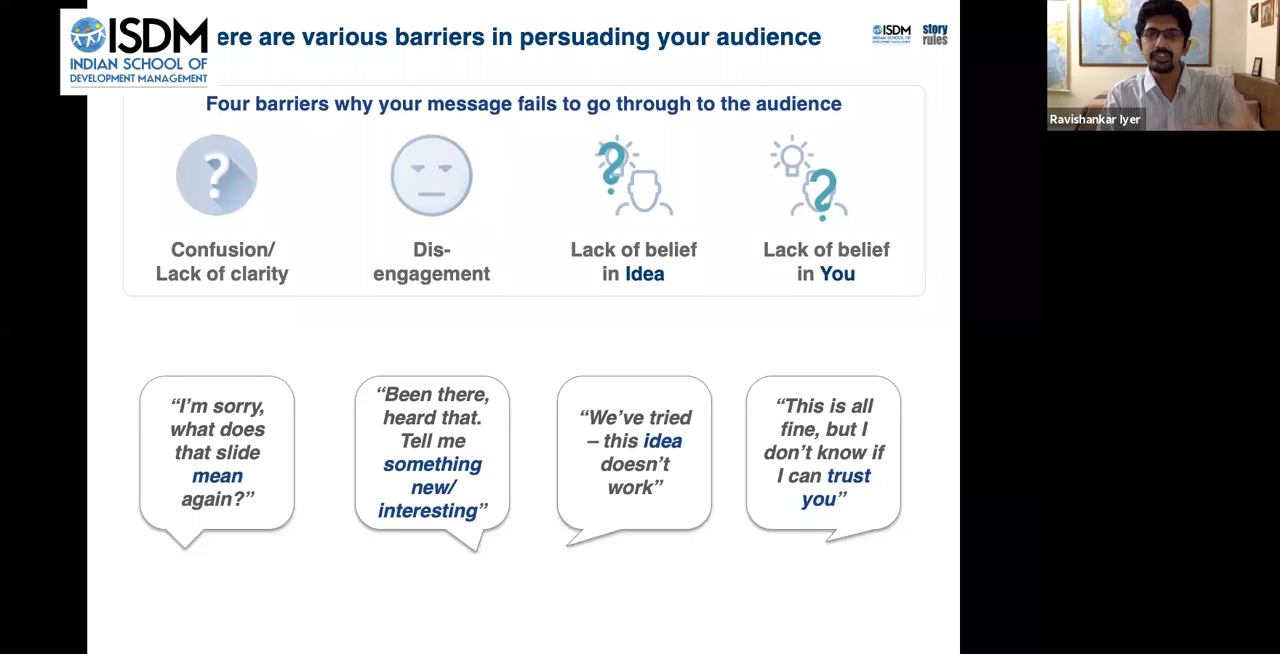 ISDM
INDIAN SCHOOL OF
DEVELOPMENT MANAGEMENT
ere are various barriers in persuading your audience
ISDM
story
rules
Ravishankar Iyer
Four barriers why your message fails to go through to the audience
?
?
?
Confusion/
Lack of clarity
Dis-
engagement
Lack of belief
in Idea
Lack of belief
in You
“I’m sorry,
what does
that slide
mean
again?”
“Been there,
heard that.
Tell me
something
new/
interesting”
“We’ve tried
– this idea
doesn’t
work”
“This is all
fine, but I
don’t know if
I can trust
you”